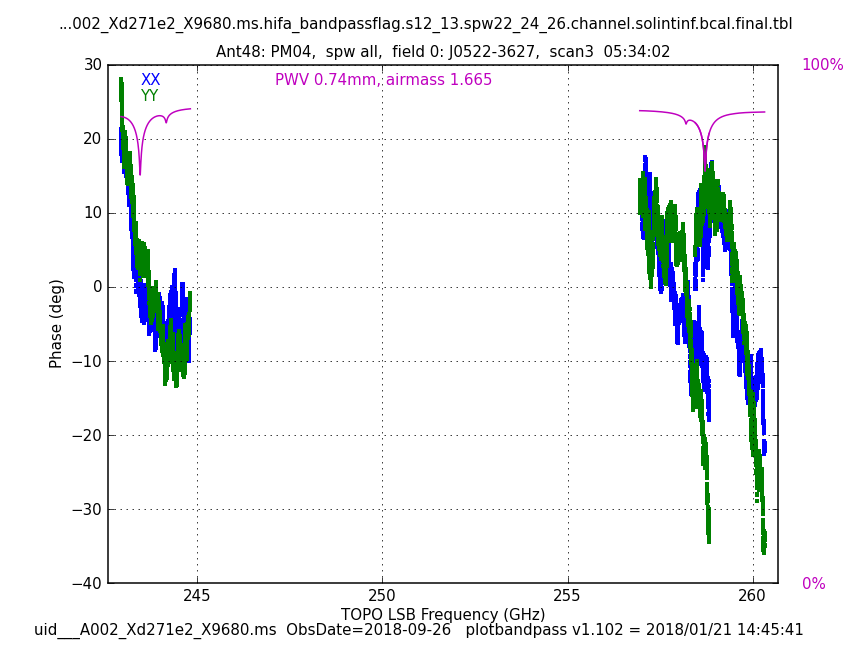 ...002_Xd271e2_X9680.ms.hifa_bandpassflag.s12_13.spw22_24_26.channel.solintinf.bcal.final.tbl
Ant48: PM04,  spw all,  field 0: J0522-3627,  scan3  05:34:02
XX
YY
PWV 0.74mm, airmass 1.665
100%
0%
30
20
10
0
−10
−20
−30
−40
Phase (deg)
245 250 255 260
TOPO LSB Frequency (GHz)
uid___A002_Xd271e2_X9680.ms  ObsDate=2018-09-26   plotbandpass v1.102 = 2018/01/21 14:45:41